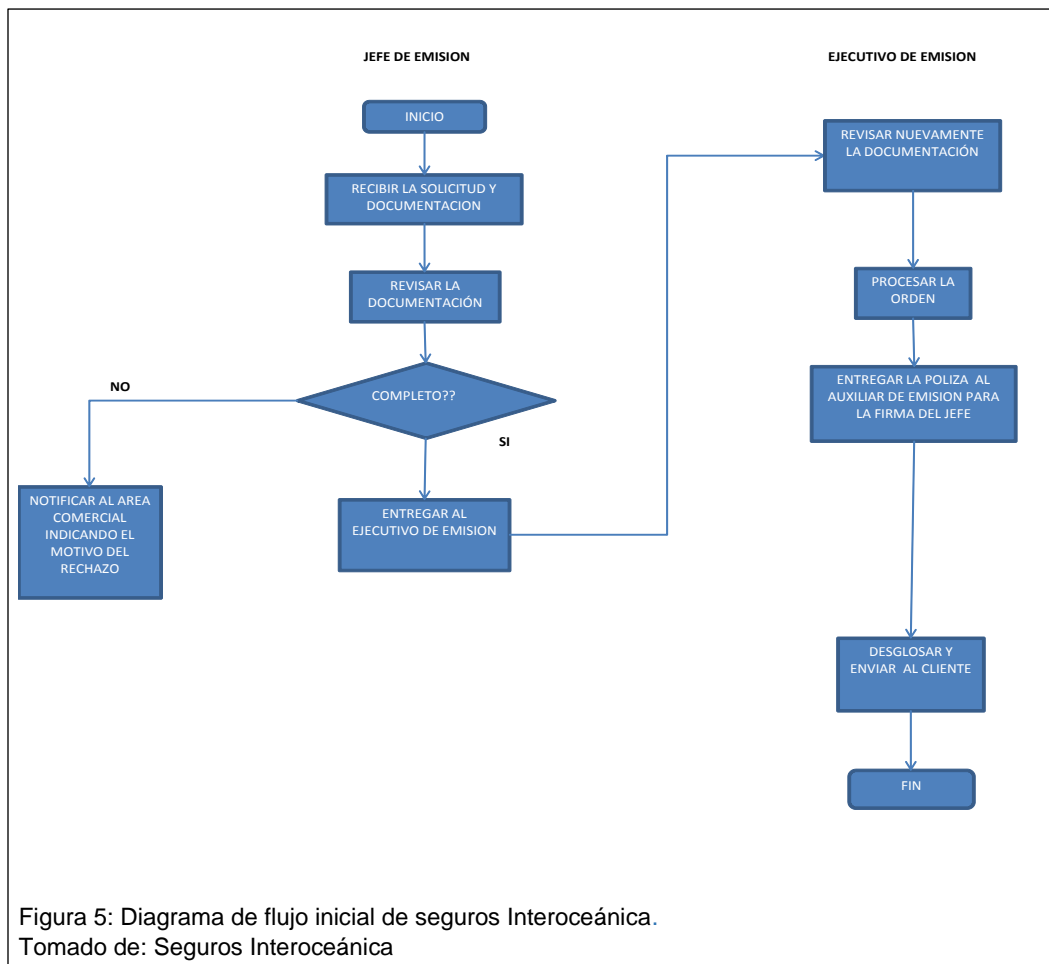 JEFE DE EMISION
EJECUTIVO DE EMISION
INICIO
RECIBIR LA SOLICITUD Y
DOCUMENTACION
REVISAR LA
DOCUMENTACIÓN
COMPLETO??
NO
SI
NOTIFICAR AL AREA
COMERCIAL
INDICANDO EL
MOTIVO DEL
RECHAZO
ENTREGAR AL
EJECUTIVO DE EMISION
REVISAR NUEVAMENTE
LA DOCUMENTACIÓN
PROCESAR LA
ORDEN
ENTREGAR LA POLIZA AL
AUXILIAR DE EMISION PARA
LA FIRMA DEL JEFE
DESGLOSAR Y
ENVIAR AL CLIENTE
FIN
Figura 5: Diagrama de flujo inicial de seguros Interoceánica.
Tomado de: Seguros Interoceánica